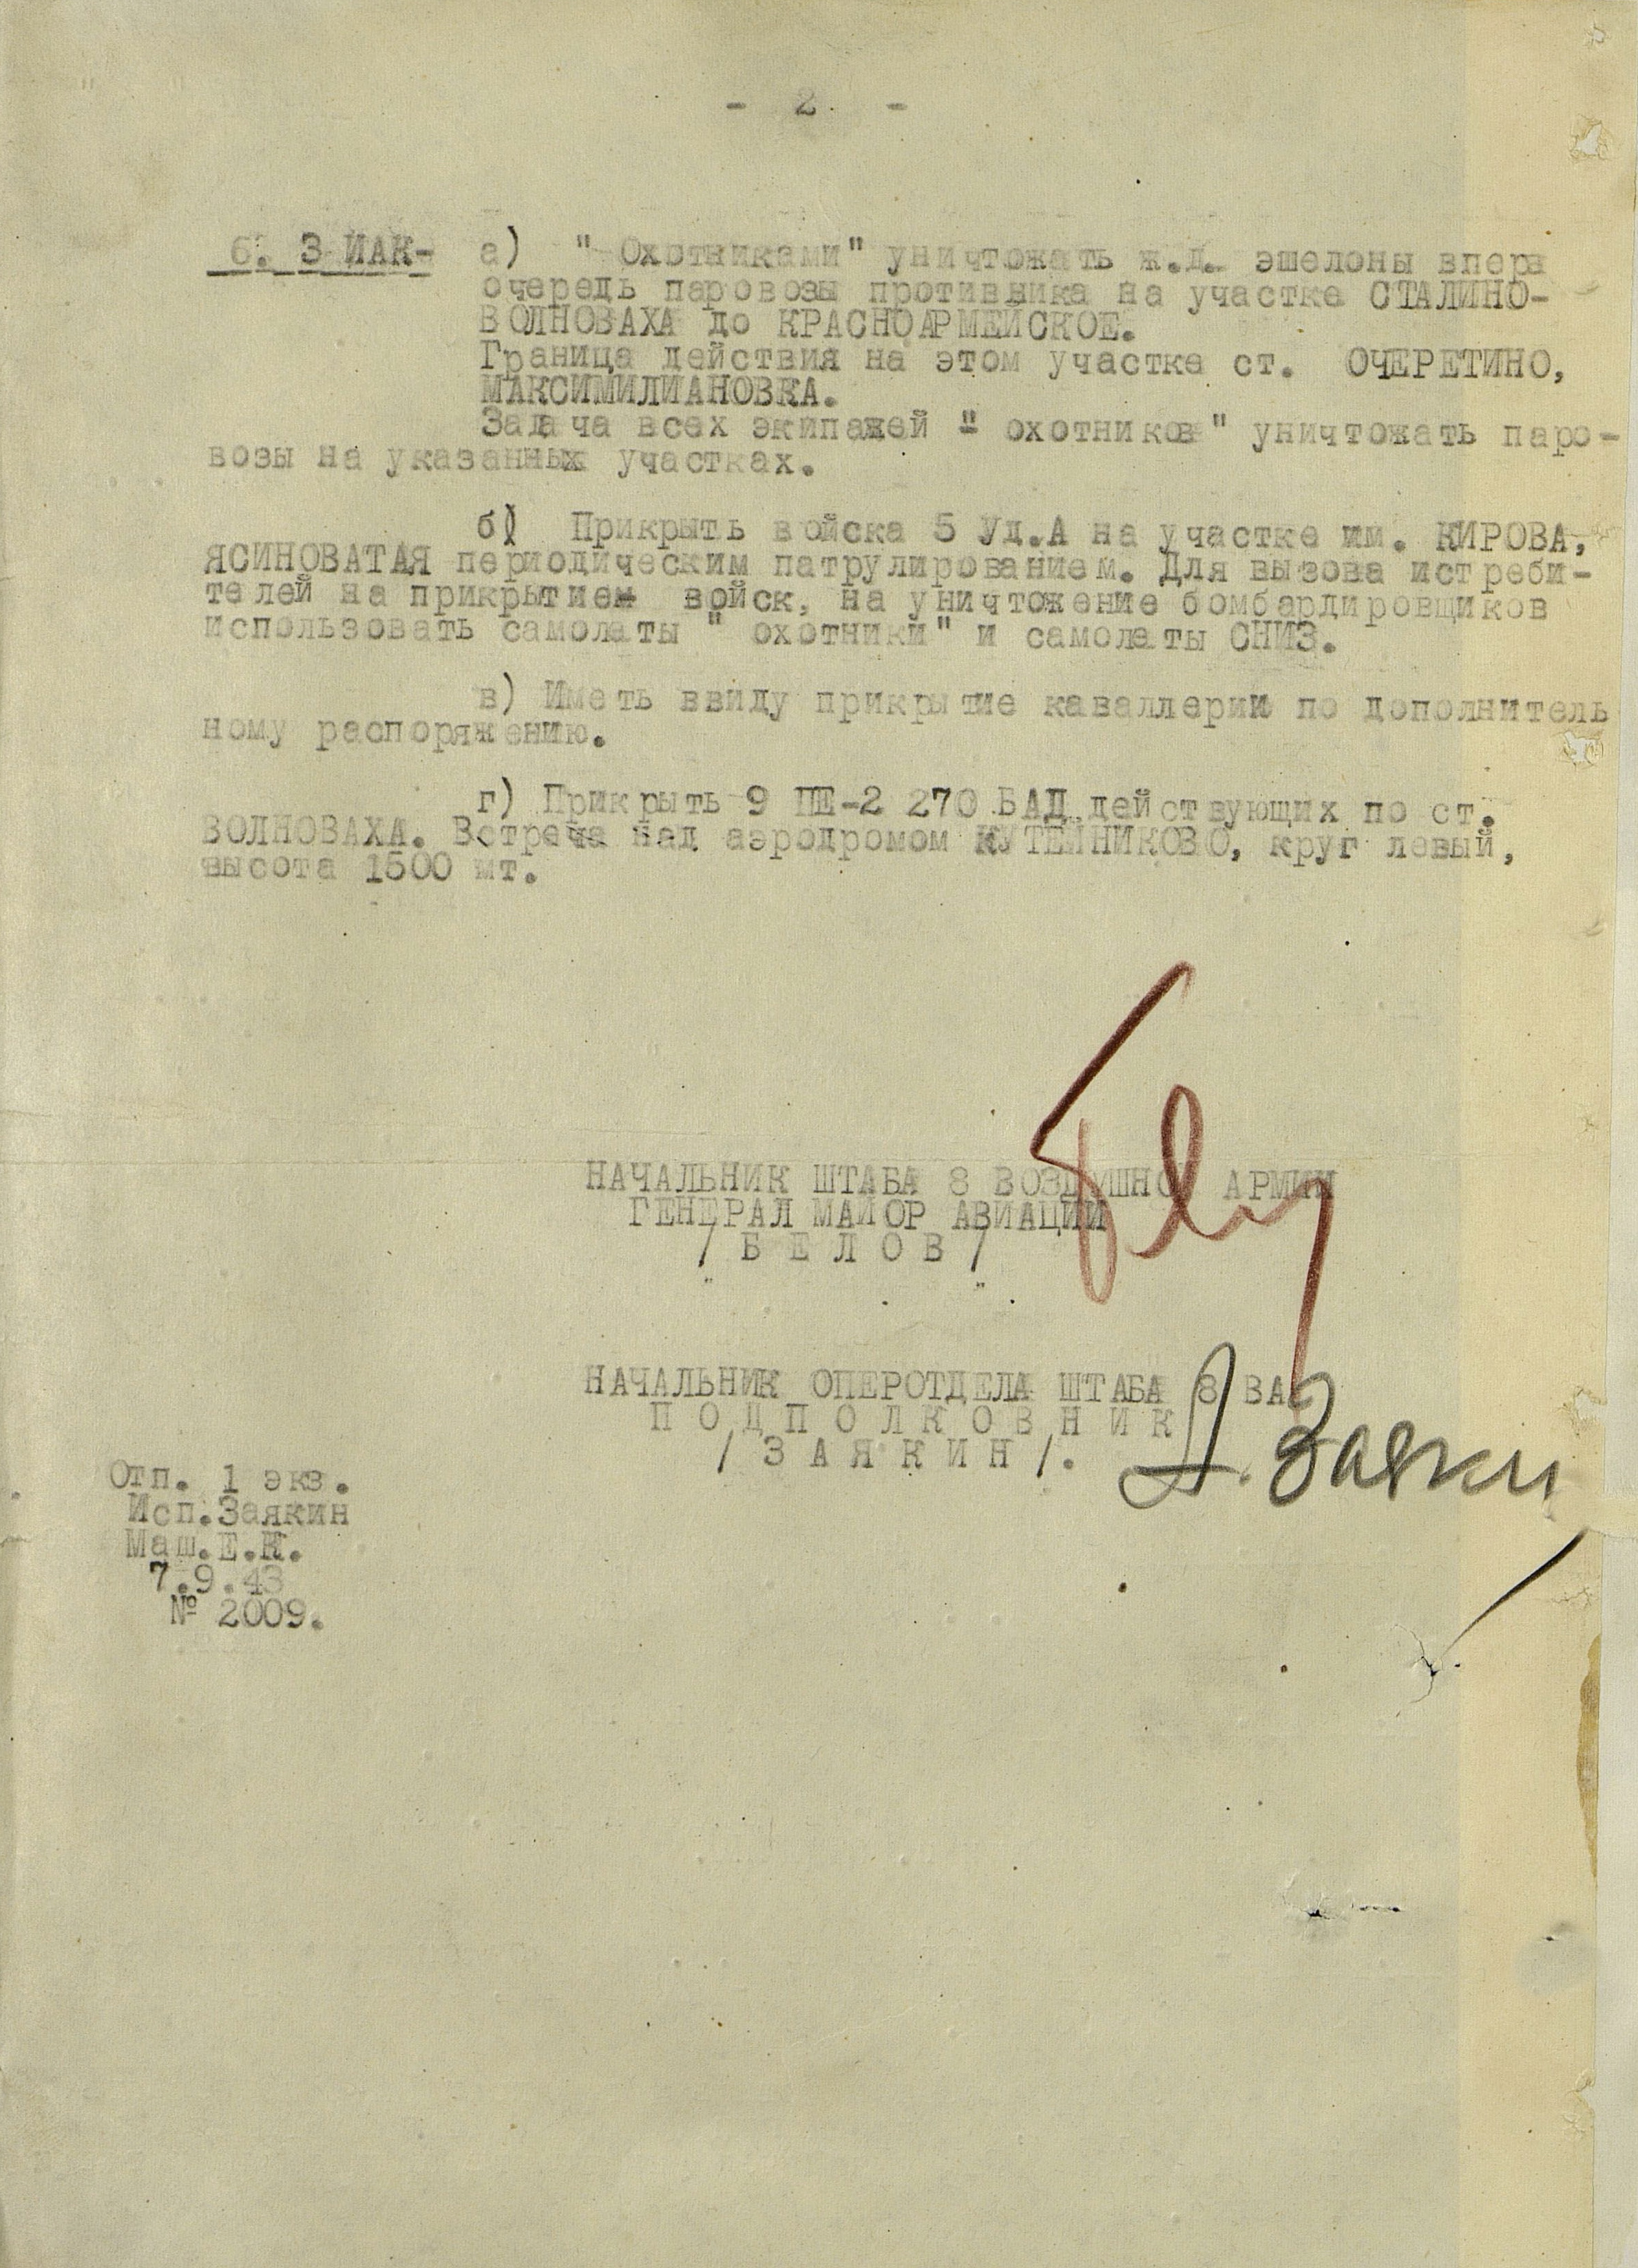 - 2. -
6. 3 ИАК- а) " Охотниками" уничтожать ж.д. эшелоны вперв
очередь паровозы противника на участке СТАЛИНО-
ВОЛНОВАХА до КРАСНОАРМЕЙСКОЕ.
Граница действия на этом участке ст. ОЧЕРЕТИНО,
МАКСИМИЛИАНОВКА.
Задача всех экипажей " охотников" уничтожать паро-
возы на указанных участках.
б) Прикрыть войска 5 Уд.А на участке им. КИРОВА,
ЯСИНОВАТАЯ периодическим патрулированием. Для вызова истреби-
телей на прикрытие войск, на уничтожение бомбардировщиков
использовать самолеты " охотники" и самолеты СНИЗ.
в) Иметь ввиду прикрытие каваллерии по дополнитель
ному распоряжению.
г) Прикрыть 9 ПЕ-2 270 БАД действующих по ст.
ВОЛНОВАХА. Встреча над аэродромом КУТЕЙНИКОВО, круг левый,
высота 1500 мт.
НАЧАЛЬНИК ШТАБА 8 ВОЗДУШНОЙ АРМИИ
ГЕНЕРАЛ МАЙОР АВИАЦИИ
/ Б Е Л О В /
НАЧАЛЬНИК ОПЕРОТДЕЛА ШТАБА 8 ВА
П О Д П О Л К О В Н И К
/ З А Я К И Н /.
Заякин
Отп. 1 экз.
Исп.Заякин
Маш.Е.К.
7.9.43
№ 2009.